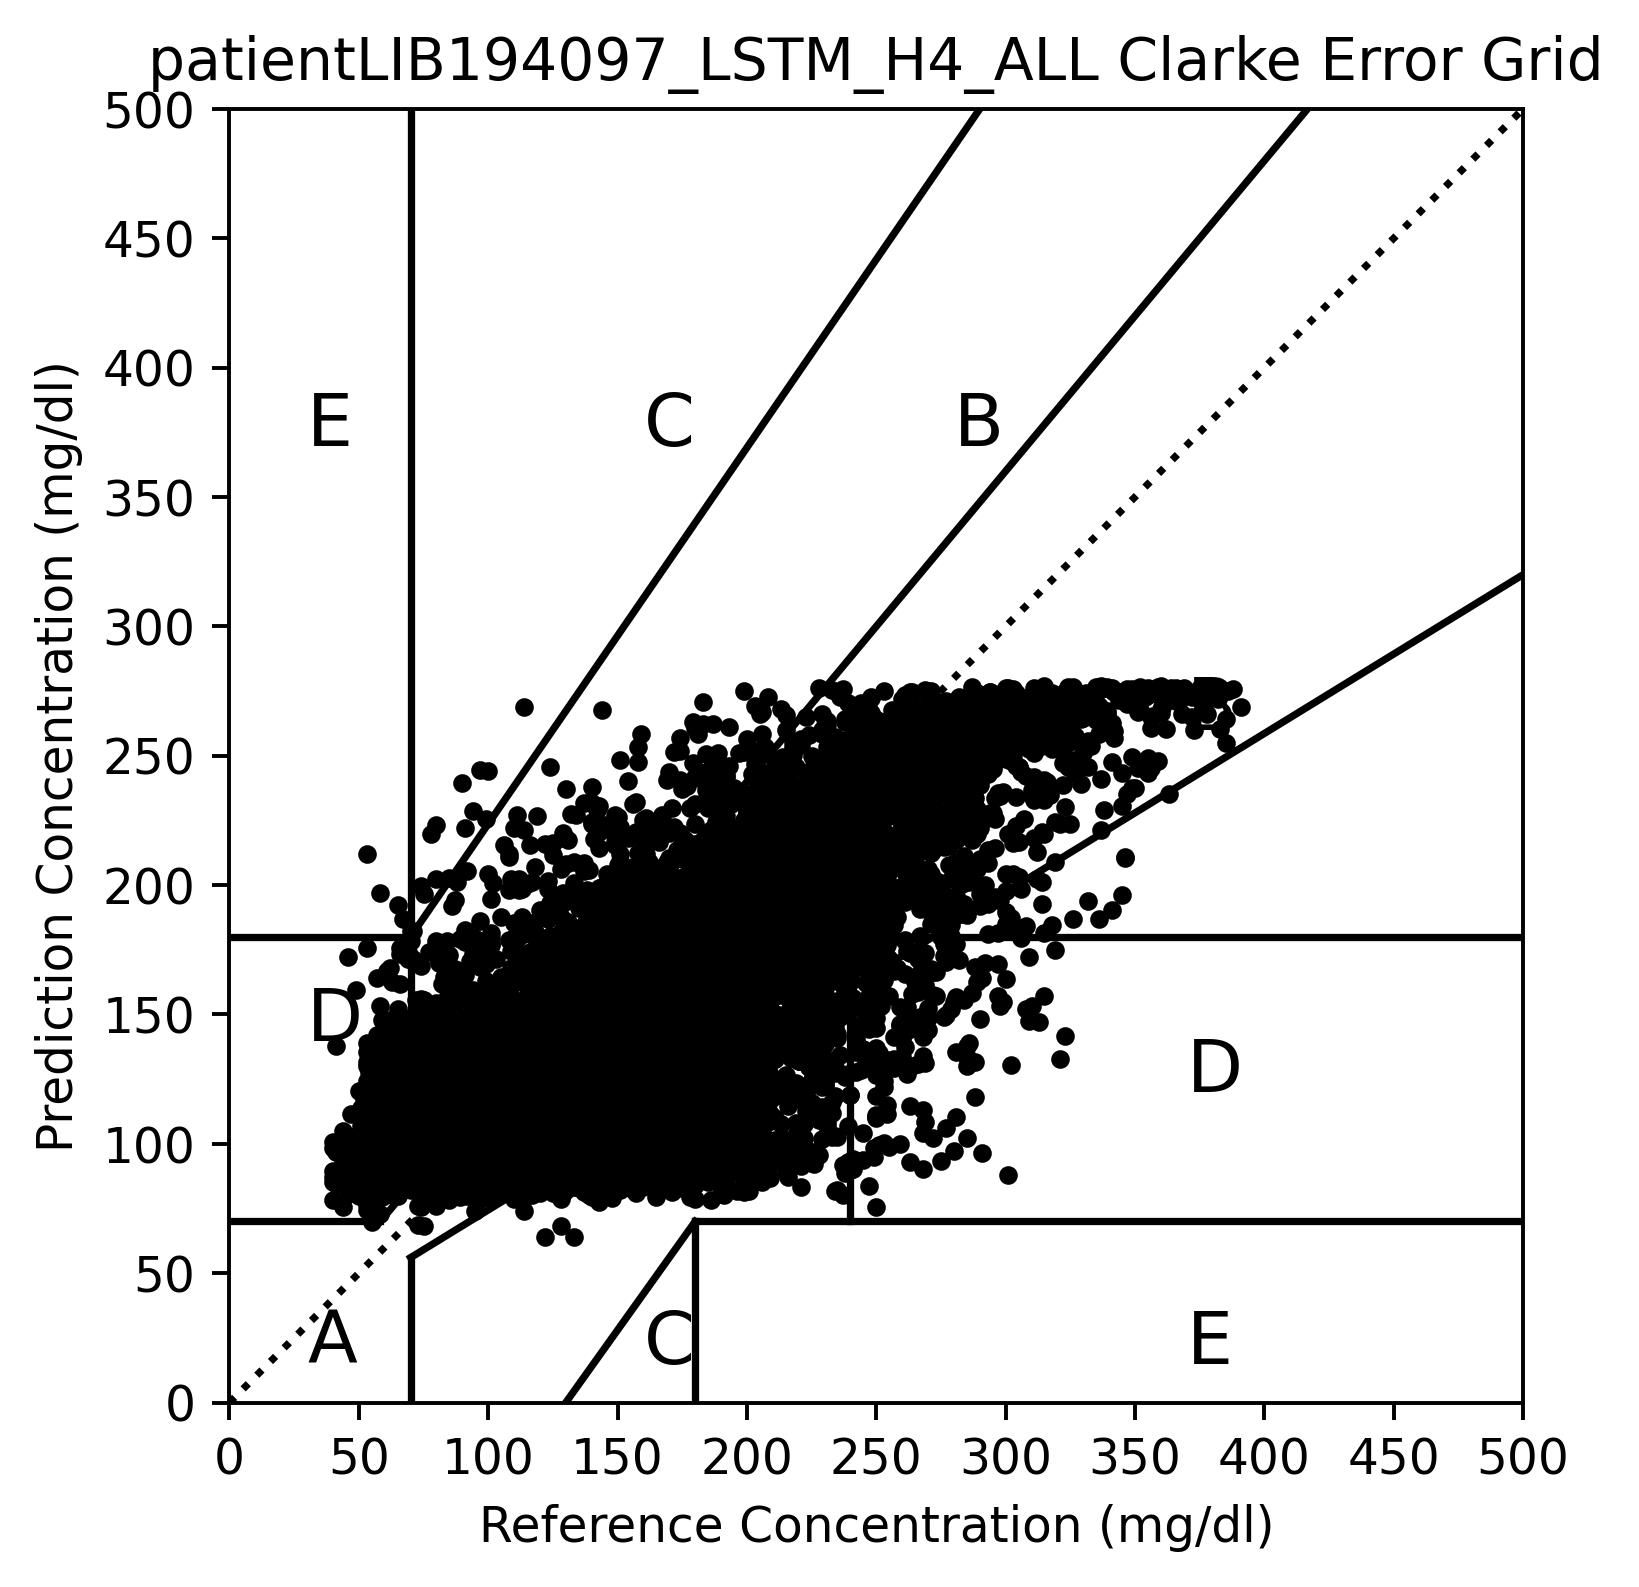 patientLIB194097_LSTM_H4_ALL Clarke Error Grid
500
450
400
350
300
250
200
150
100
50
0
Prediction Concentration (mg/dl)
E
C
B
D
D
A
C
E
0 50 100 150 200 250 300 350 400 450 500
Reference Concentration (mg/dl)